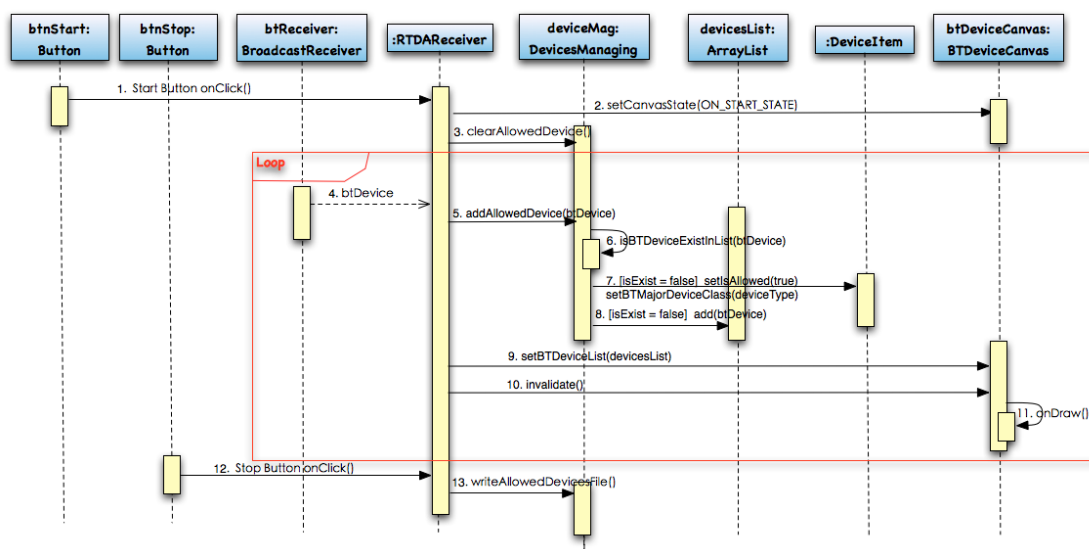 btnStart:
Button
btnStop:
Button
btReceiver:
BroadcastReceiver
:RTDAReceiver
deviceMag:
DevicesManaging
devicesList:
ArrayList
:DeviceItem
btDeviceCanvas:
BTDeviceCanvas
1. Start Button onClick()
2. setCanvasState(ON_START_STATE)
3. clearAllowedDevice()
Loop
4. btDevice
5. addAllowedDevice(btDevice)
6. isBTDeviceExistInList(btDevice)
7. [isExist = false] setIsAllowed(true)
setBTMajorDeviceClass(deviceType)
8. [isExist = false] add(btDevice)
9. setBTDeviceList(devicesList)
10. invalidate()
11. onDraw()
12. Stop Button onClick()
13. writeAllowedDevicesFile()